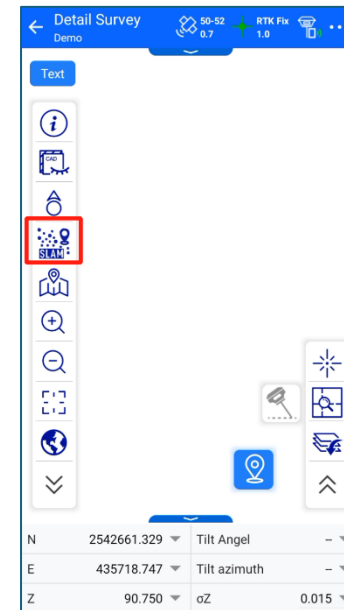 Detail Survey
Demo
50-52
0.7
RTK Fix
1.0
Text
CAD
SLAM
N 2542661.329 Tilt Angel --
E 435718.747 Tilt azimuth --
Z 90.750 σZ 0.015